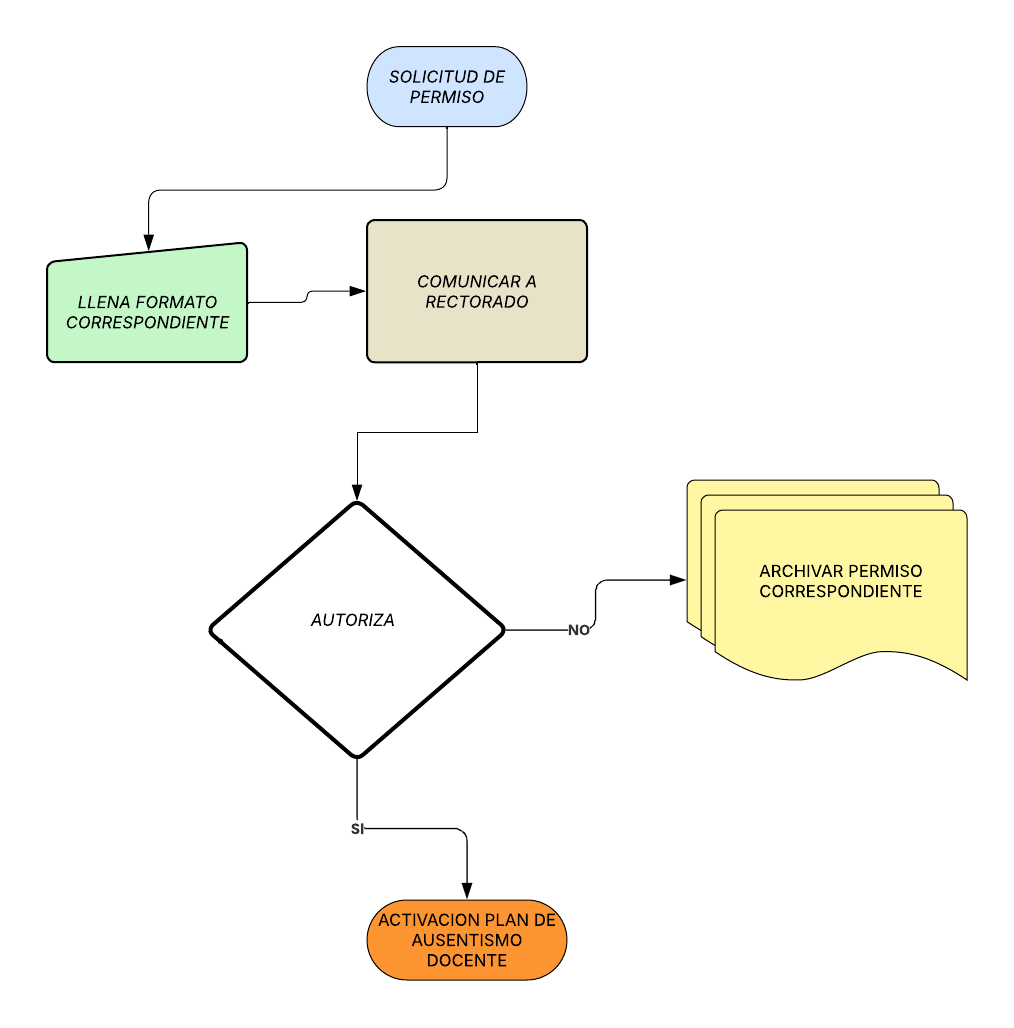 SOLICITUD DE
PERMISO
LLENA FORMATO
CORRESPONDIENTE
COMUNICAR A
RECTORADO
AUTORIZA
NO
ARCHIVAR PERMISO
CORRESPONDIENTE
SI
ACTIVACION PLAN DE
AUSENTISMO
DOCENTE